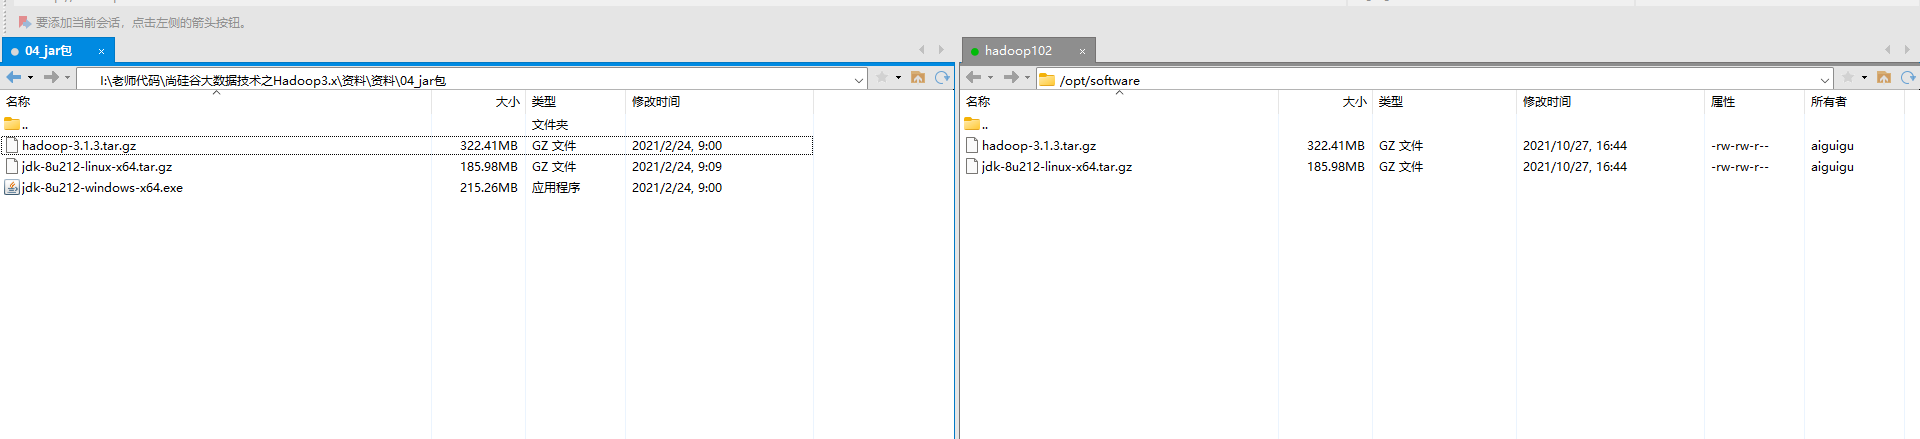 要添加当前会话，点击左侧的箭头按钮。
04_jar包
I:\老师代码\尚硅谷大数据技术之Hadoop3.x\资料\资料\04_jar包
名称 大小 类型 修改时间
.. 文件夹
hadoop-3.1.3.tar.gz 322.41MB GZ 文件 2021/2/24, 9:00
jdk-8u212-linux-x64.tar.gz 185.98MB GZ 文件 2021/2/24, 9:09
jdk-8u212-windows-x64.exe 215.26MB 应用程序 2021/2/24, 9:00
hadoop102
/opt/software
名称 大小 类型 修改时间 属性 所有者
..
hadoop-3.1.3.tar.gz 322.41MB GZ 文件 2021/10/27, 16:44 -rw-rw-r-- aiguigu
jdk-8u212-linux-x64.tar.gz 185.98MB GZ 文件 2021/10/27, 16:44 -rw-rw-r-- aiguigu